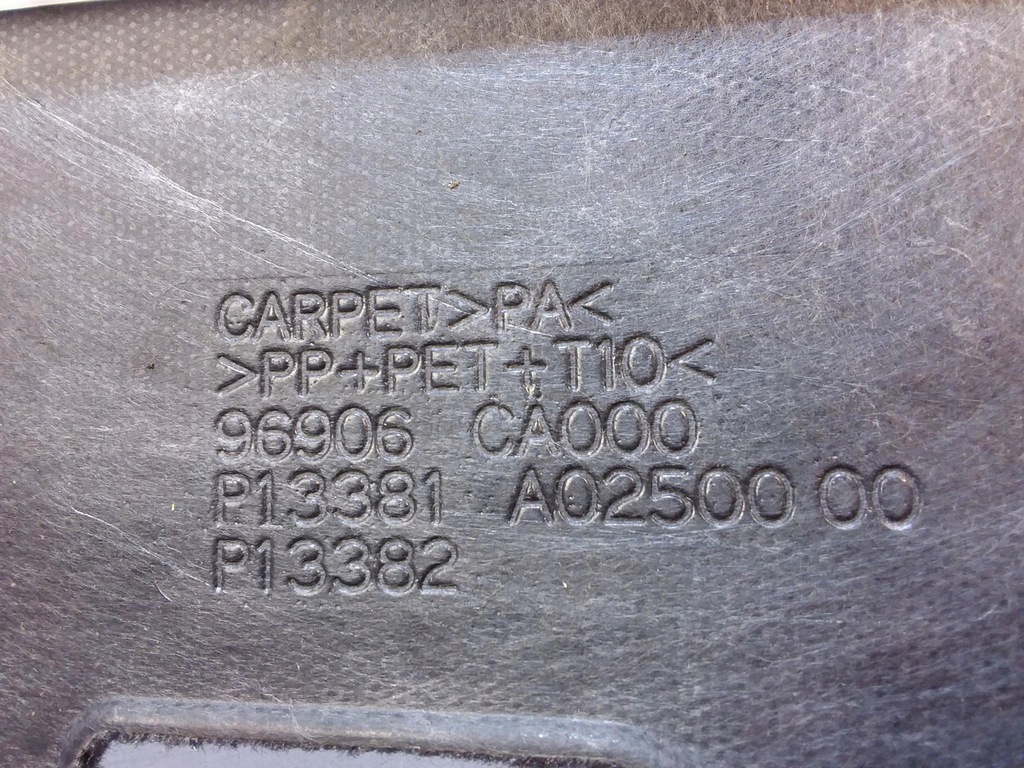 CARPET>PA<
>PP+PET+T10<
96906 CA000
P13381 A02500 00
P13382